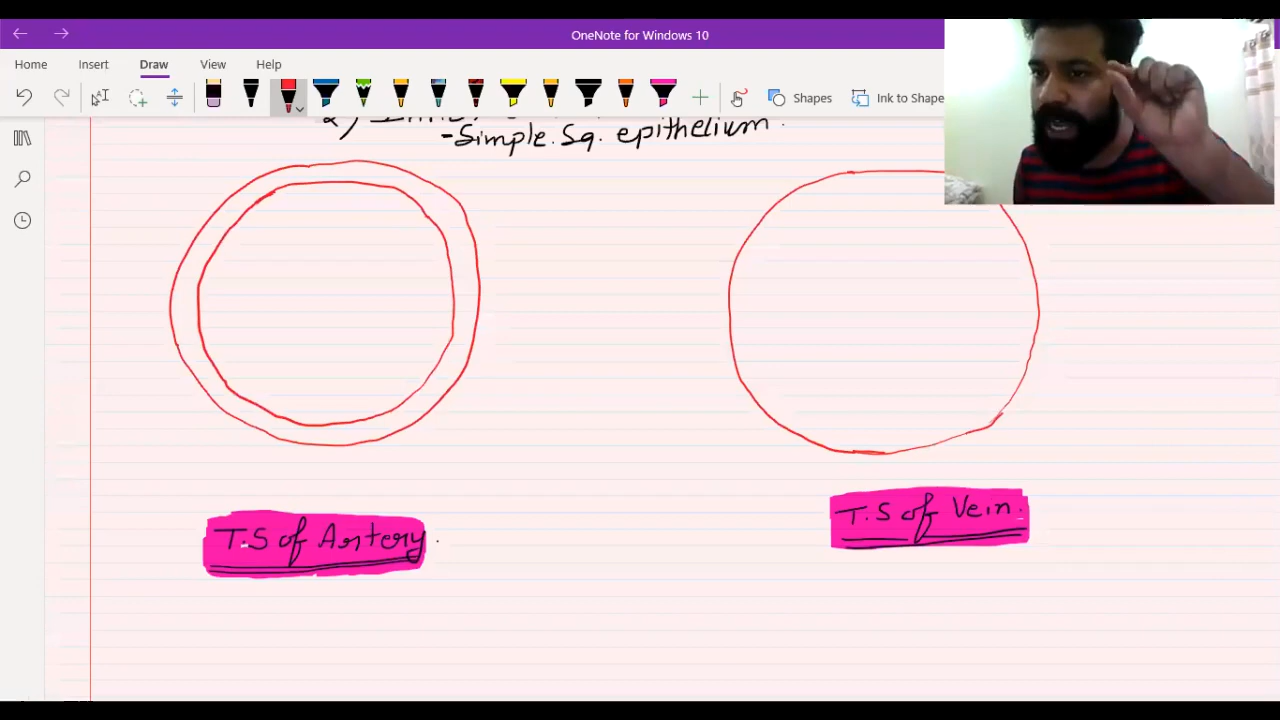 OneNote for Windows 10
Home Insert Draw View Help
Shapes Ink to Shape
2)
-Simple. Sq. epithelium.
T.S of Artery.
T.S of Vein.